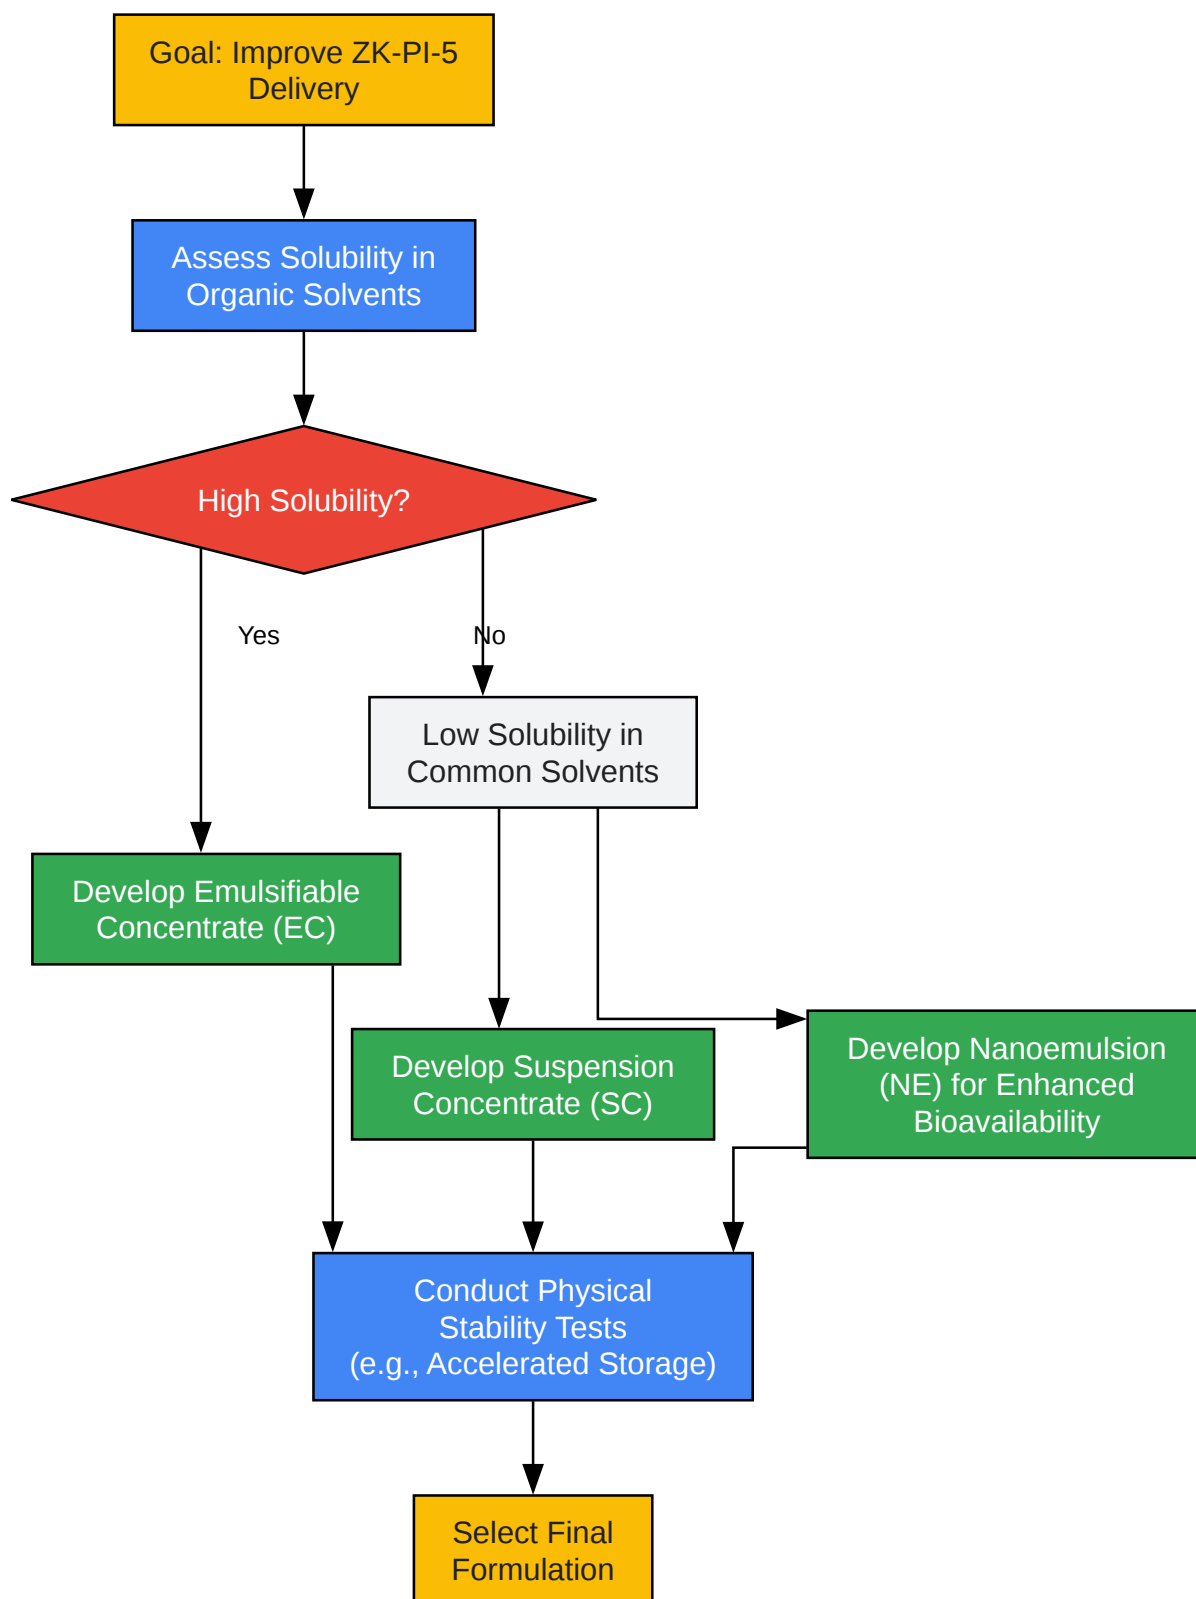 Goal: Improve ZK-PI-5
Delivery
Assess Solubility in
Organic Solvents
High Solubility?
Yes
No
Low Solubility in
Common Solvents
Develop Emulsifiable
Concentrate (EC)
Develop Suspension
Concentrate (SC)
Develop Nanoemulsion
(NE) for Enhanced
Bioavailability
Conduct Physical
Stability Tests
(e.g., Accelerated Storage)
Select Final
Formulation